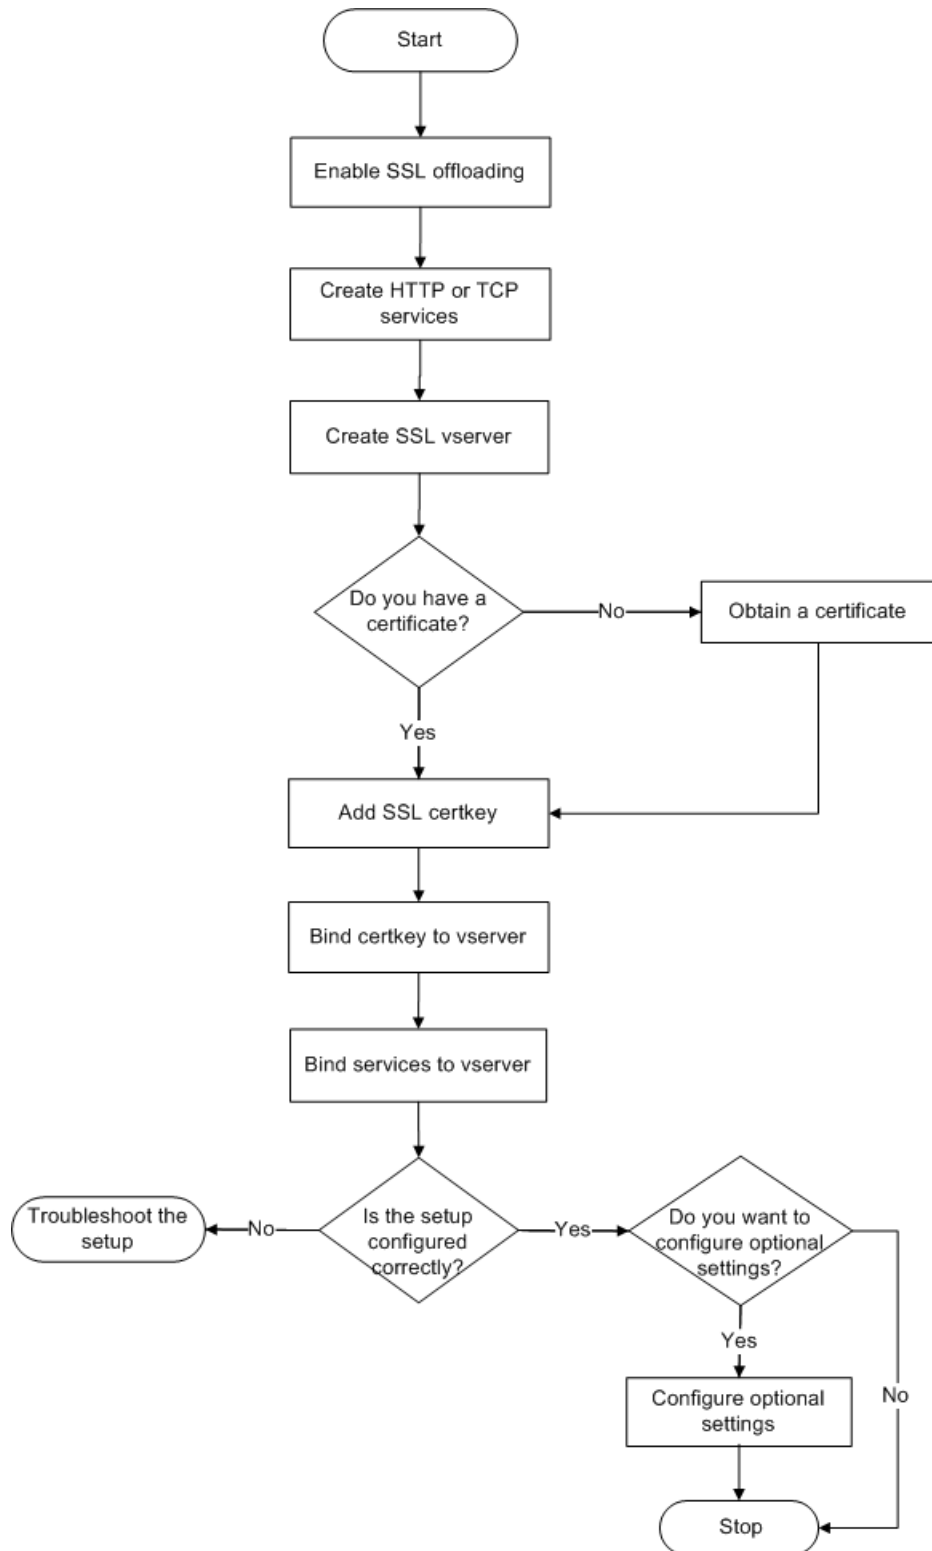 Start
Enable SSL offloading
Create HTTP or TCP
services
Create SSL vserver
Do you have a
certificate?
No
Obtain a certificate
Yes
Add SSL certkey
Bind certkey to vserver
Bind services to vserver
Troubleshoot the
setup
No
Is the setup
configured
correctly?
Yes
Do you want to
configure optional
settings?
Yes
No
Configure optional
settings
Stop